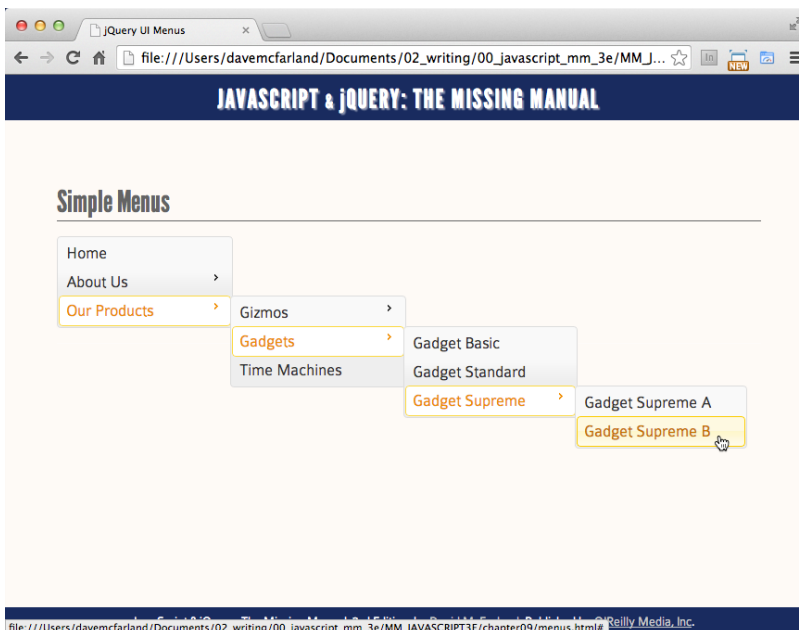 jQuery UI Menus
file:///Users/davemcfarland/Documents/02_writing/00_javascript_mm_3e/MM_J...
In
NEW
JAVASCRIPT & jQUERY: THE MISSING MANUAL
Simple Menus
Home
About Us
Our Products
Gizmos
Gadgets
Time Machines
Gadget Basic
Gadget Standard
Gadget Supreme
Gadget Supreme A
Gadget Supreme B
O'Reilly Media, Inc.
file:///Users/davemcfarland/Documents/02_writing/00_javascript_mm_3e/MM_JAVASCRIPT3E/chapter09/menus.html#